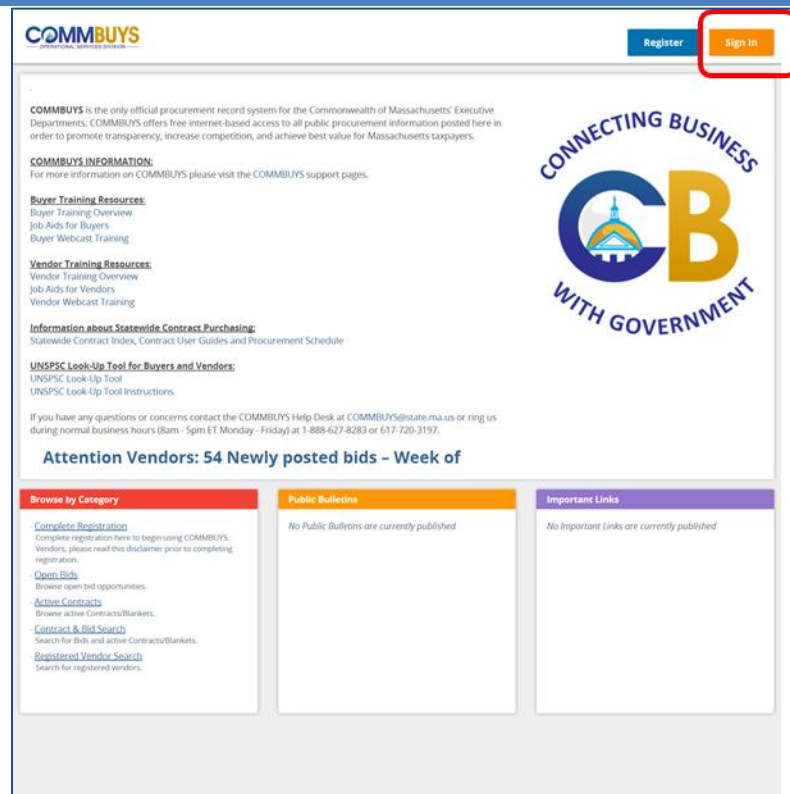 COMMBUYS
OPERATIONAL SERVICES DIVISION
Register
Sign In
COMMBUYS is the only official procurement record system for the Commonwealth of Massachusetts' Executive
Departments. COMMBUYS offers free internet-based access to all public procurement information posted here in
order to promote transparency, increase competition, and achieve best value for Massachusetts taxpayers.
COMMBUYS INFORMATION:
For more information on COMMBUYS please visit the COMMBUYS support pages.
Buyer Training Resources:
Buyer Training Overview
Job Aids for Buyers
Buyer Webcast Training
Vendor Training Resources:
Vendor Training Overview
Job Aids for Vendors
Vendor Webcast Training
Information about Statewide Contract Purchasing:
Statewide Contract Index, Contract User Guides and Procurement Schedule
UNSPSC Look-Up Tool for Buyers and Vendors:
UNSPSC Look-Up Tool
UNSPSC Look-Up Tool Instructions
If you have any questions or concerns contact the COMMBUYS Help Desk at COMMBUYS@state.ma.us or ring us
during normal business hours (8am - 5pm ET Monday - Friday) at 1-888-627-8283 or 617-720-3197.
CONNECTING BUSINESS
CB
WITH GOVERNMENT
Attention Vendors: 54 Newly posted bids – Week of
Browse by Category
Complete Registration
Complete registration here to begin using COMMBUYS.
Vendors, please read this disclaimer prior to completing
registration.
Open Bids
Browse open bid opportunities.
Active Contracts
Browse active Contracts/Blankets.
Contract & Bid Search
Search for Bids and active Contracts/Blankets.
Registered Vendor Search
Search for registered vendors.
Public Bulletins
No Public Bulletins are currently published
Important Links
No Important Links are currently published